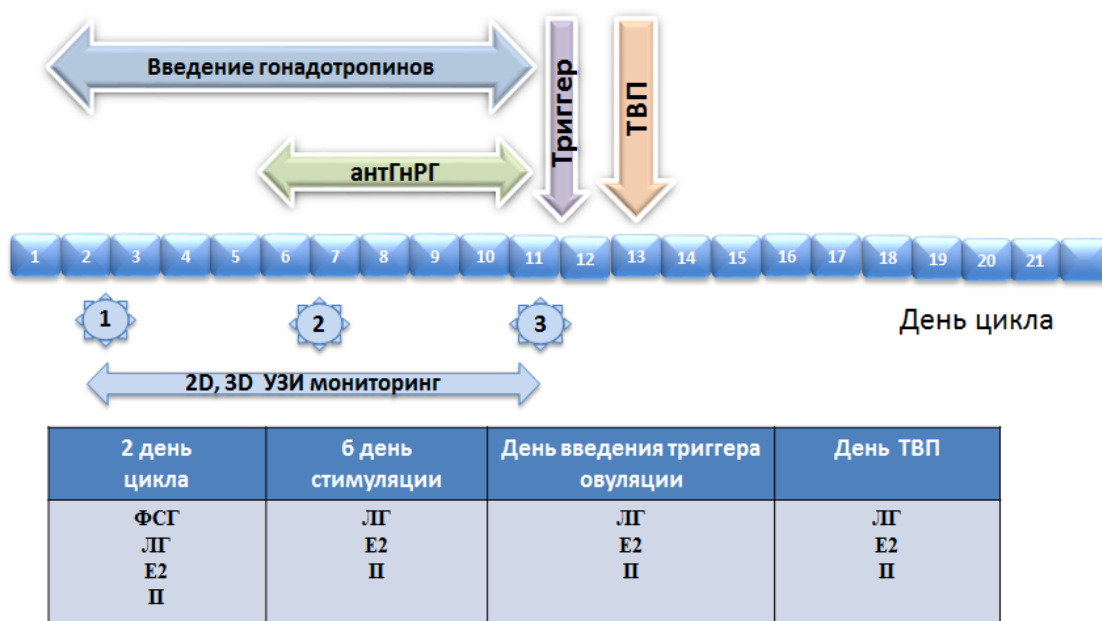 Введение гонадотропинов
Триггер
ТВП
антГнРГ
1 2 3 4 5 6 7 8 9 10 11 12 13 14 15 16 17 18 19 20 21
1 2 3
День цикла
2D, 3D УЗИ мониторинг
2 день
цикла
6 день
стимуляции
День введения триггера
овуляции
День ТВП
ФСГ
ЛГ
Е2
П
ЛГ
Е2
П
ЛГ
Е2
П
ЛГ
Е2
П